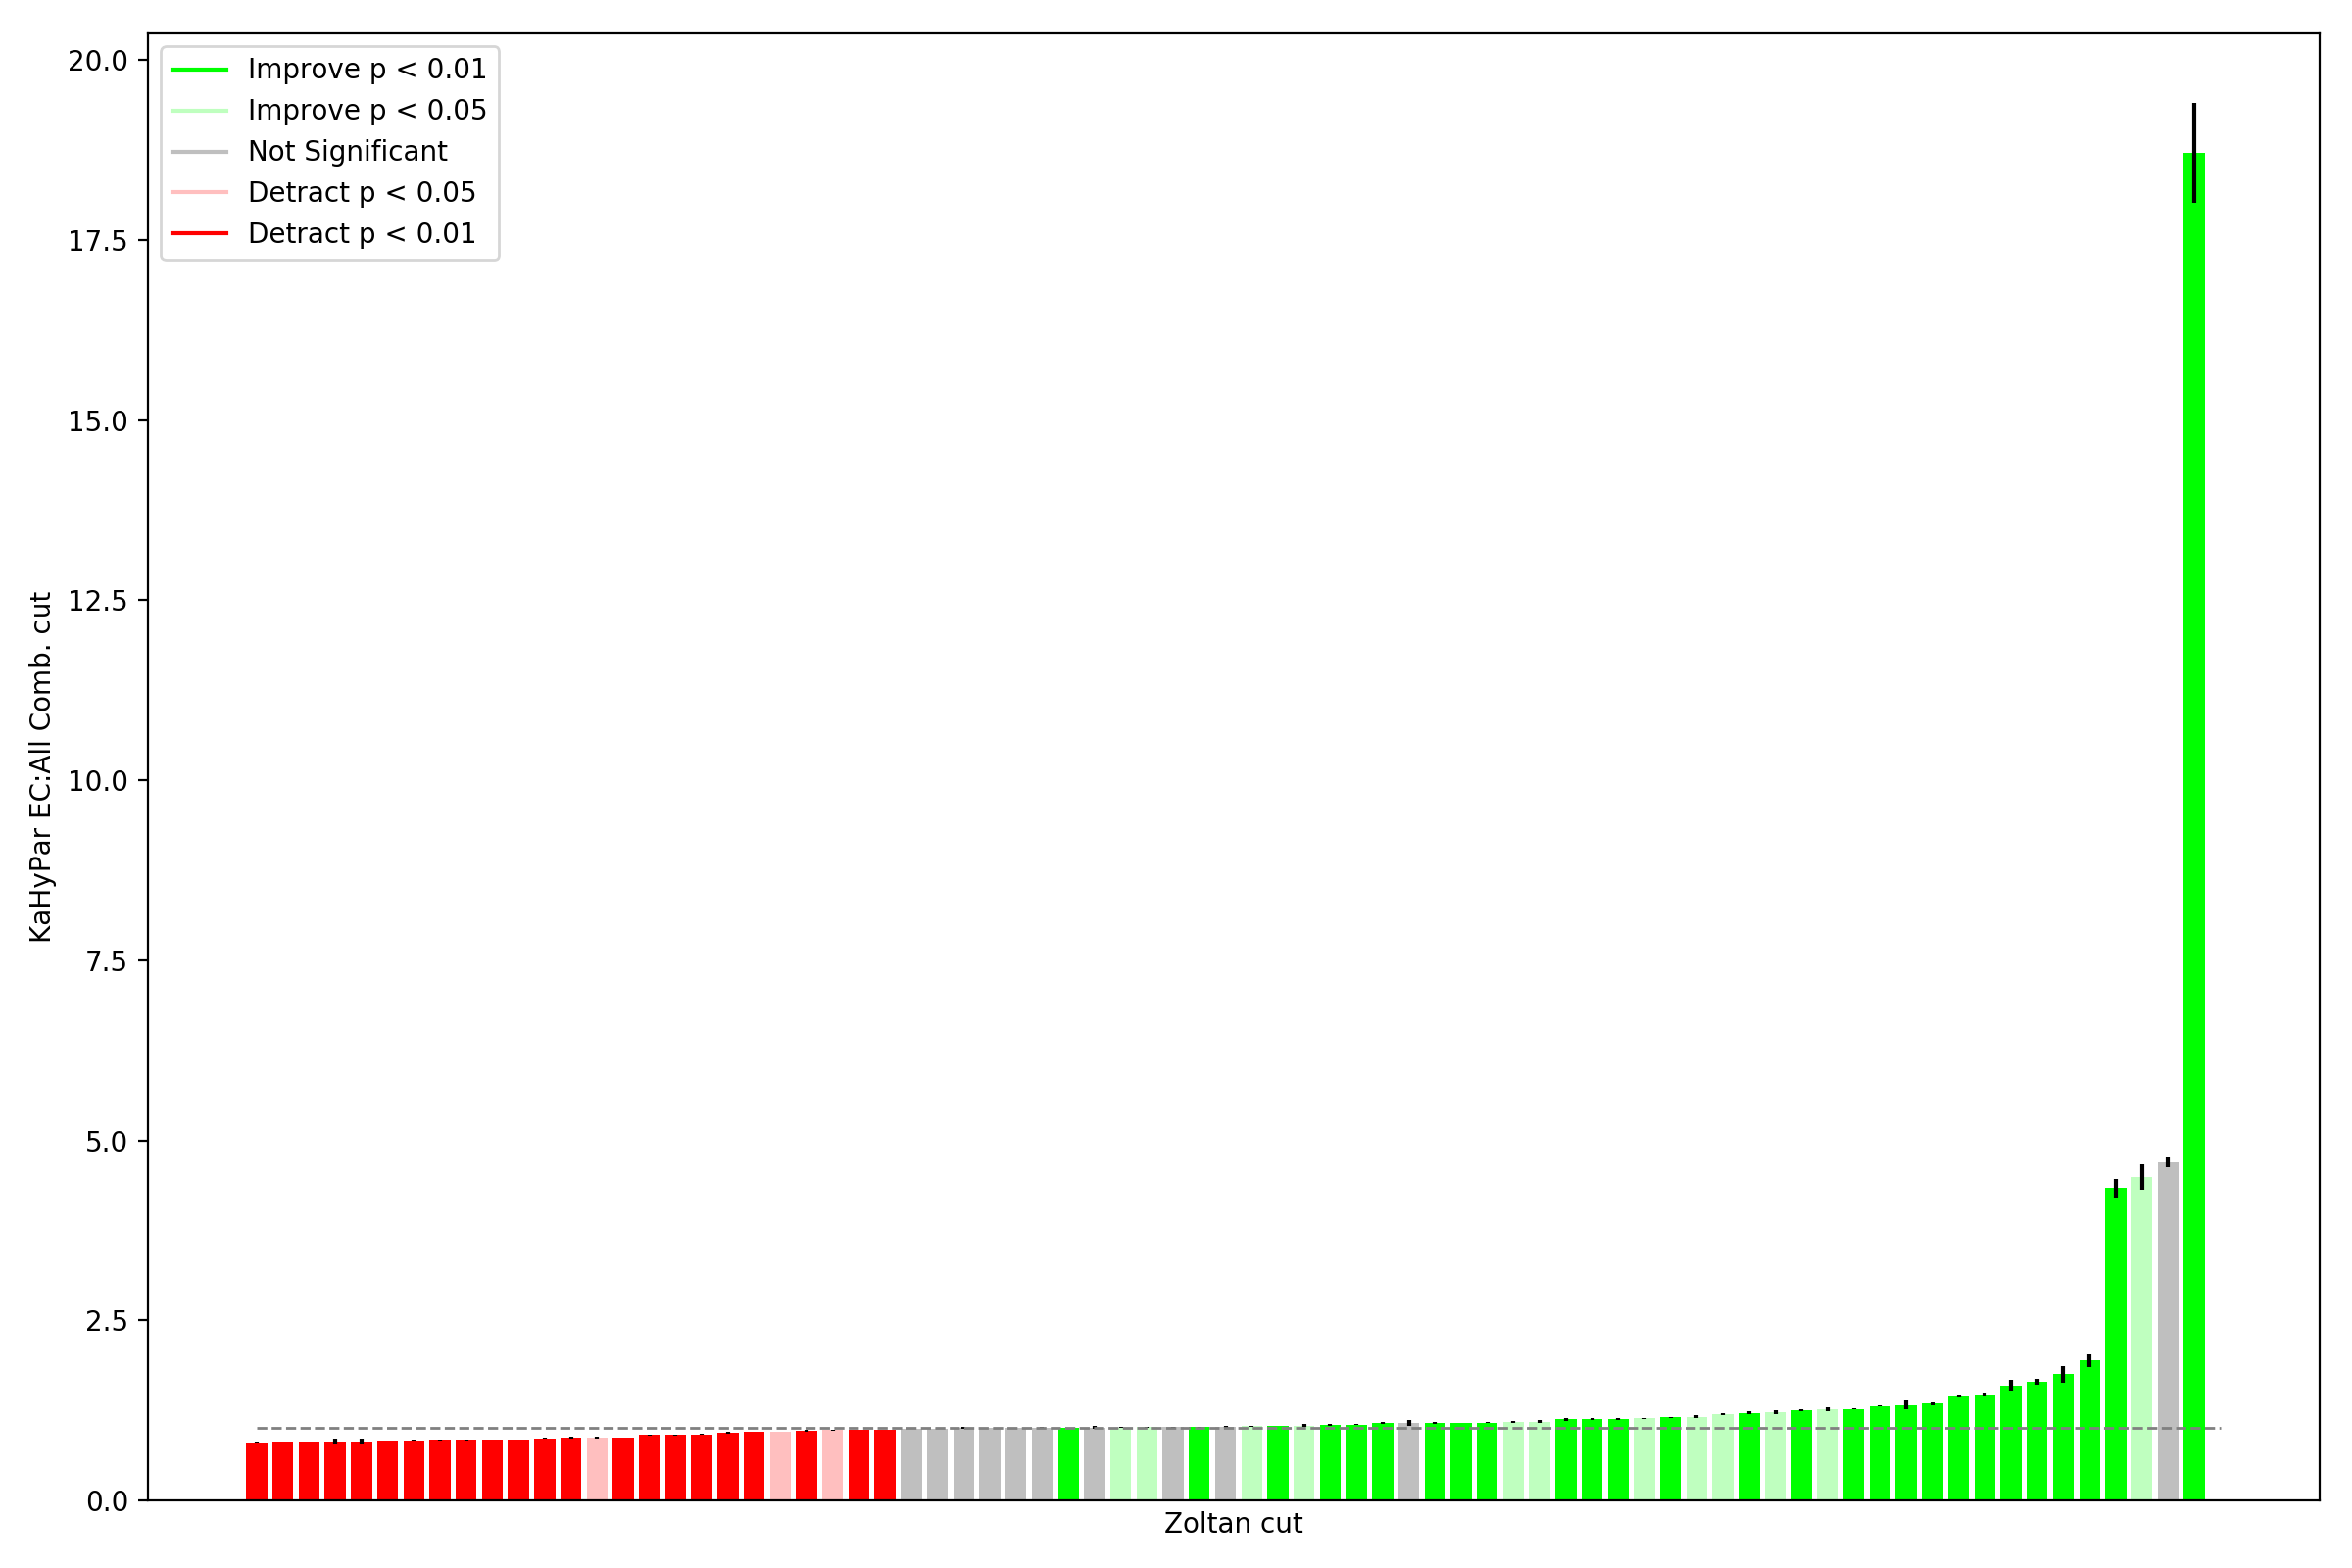 20.0
17.5
15.0
12.5
10.0
7.5
5.0
2.5
0.0
KaHyPar EC:All Comb. cut
Improve p < 0.01
Improve p < 0.05
Not Significant
Detract p < 0.05
Detract p < 0.01
Zoltan cut